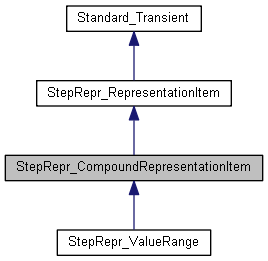 Standard_Transient
StepRepr_RepresentationItem
StepRepr_CompoundRepresentationItem
StepRepr_ValueRange